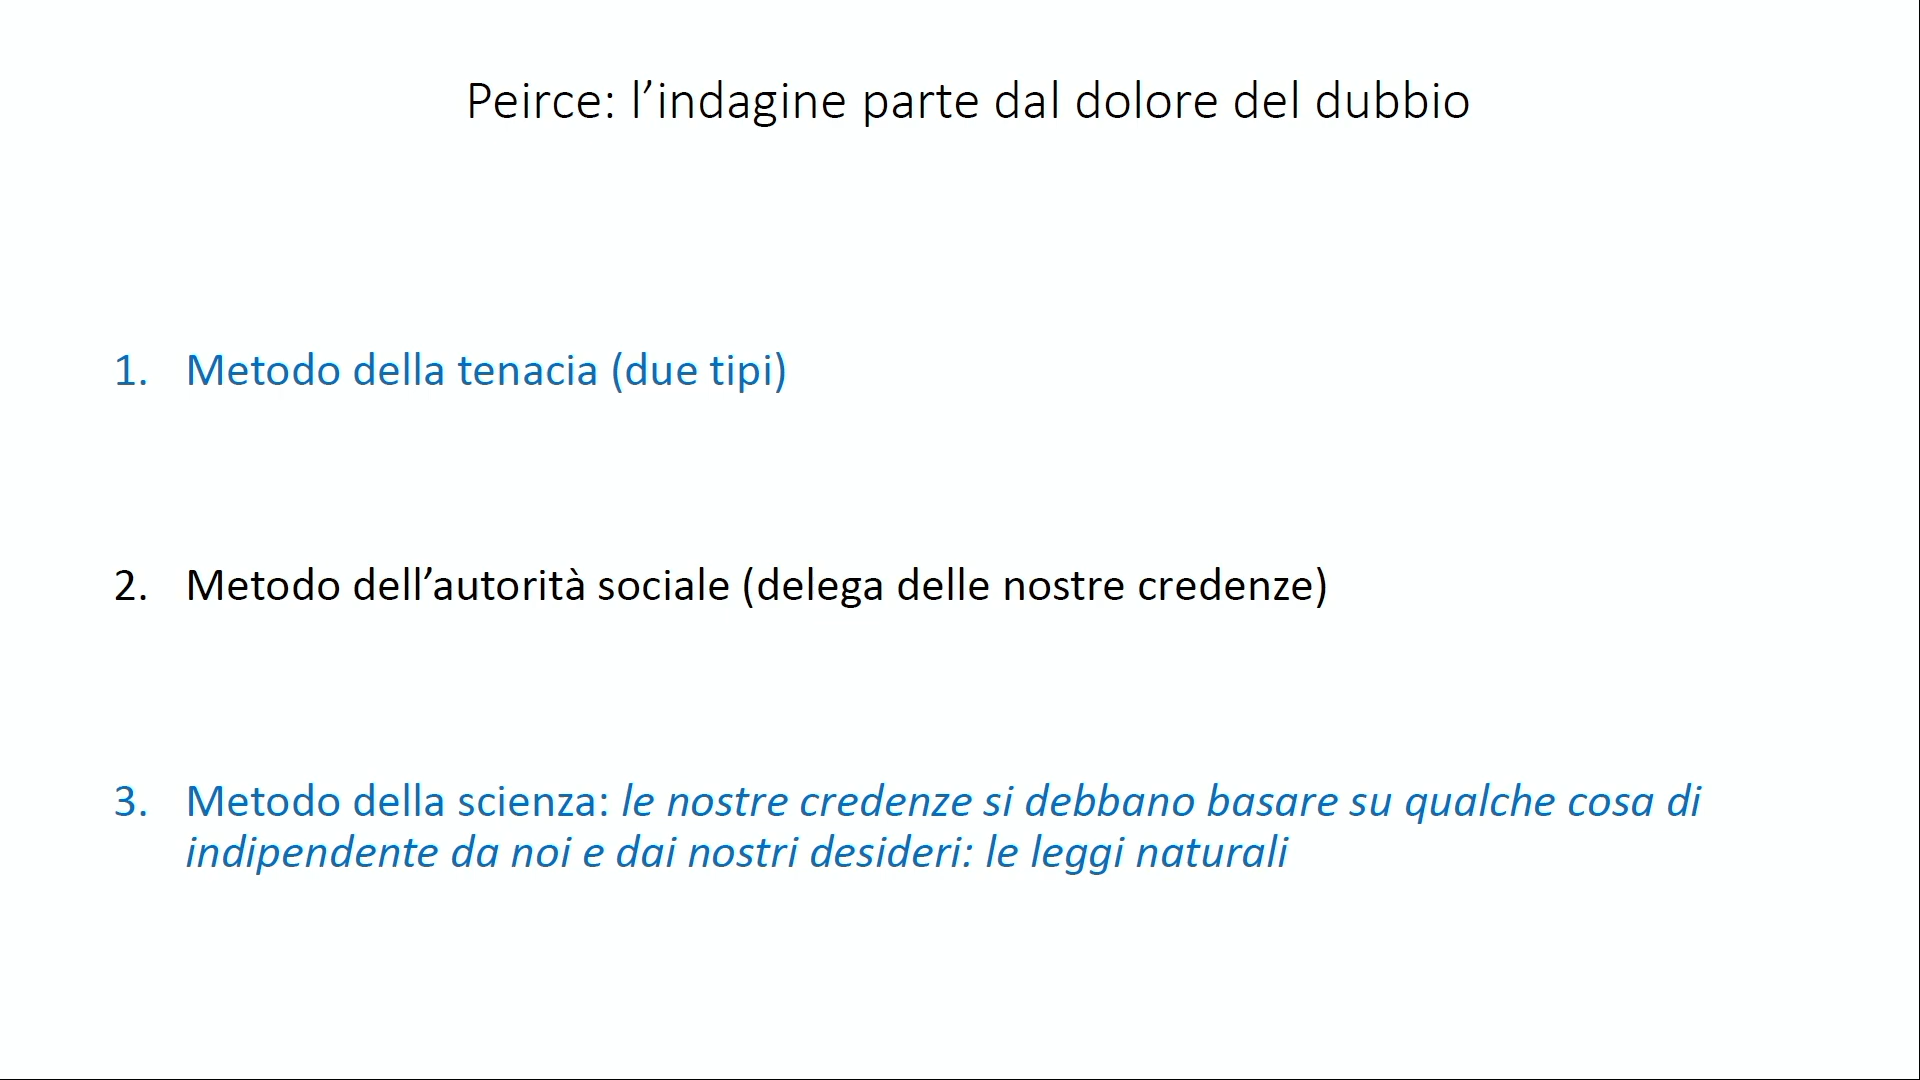 Peirce: l’indagine parte dal dolore del dubbio
1. Metodo della tenacia (due tipi)
2. Metodo dell’autorità sociale (delega delle nostre credenze)
3. Metodo della scienza: le nostre credenze si debbano basare su qualche cosa di
indipendente da noi e dai nostri desideri: le leggi naturali